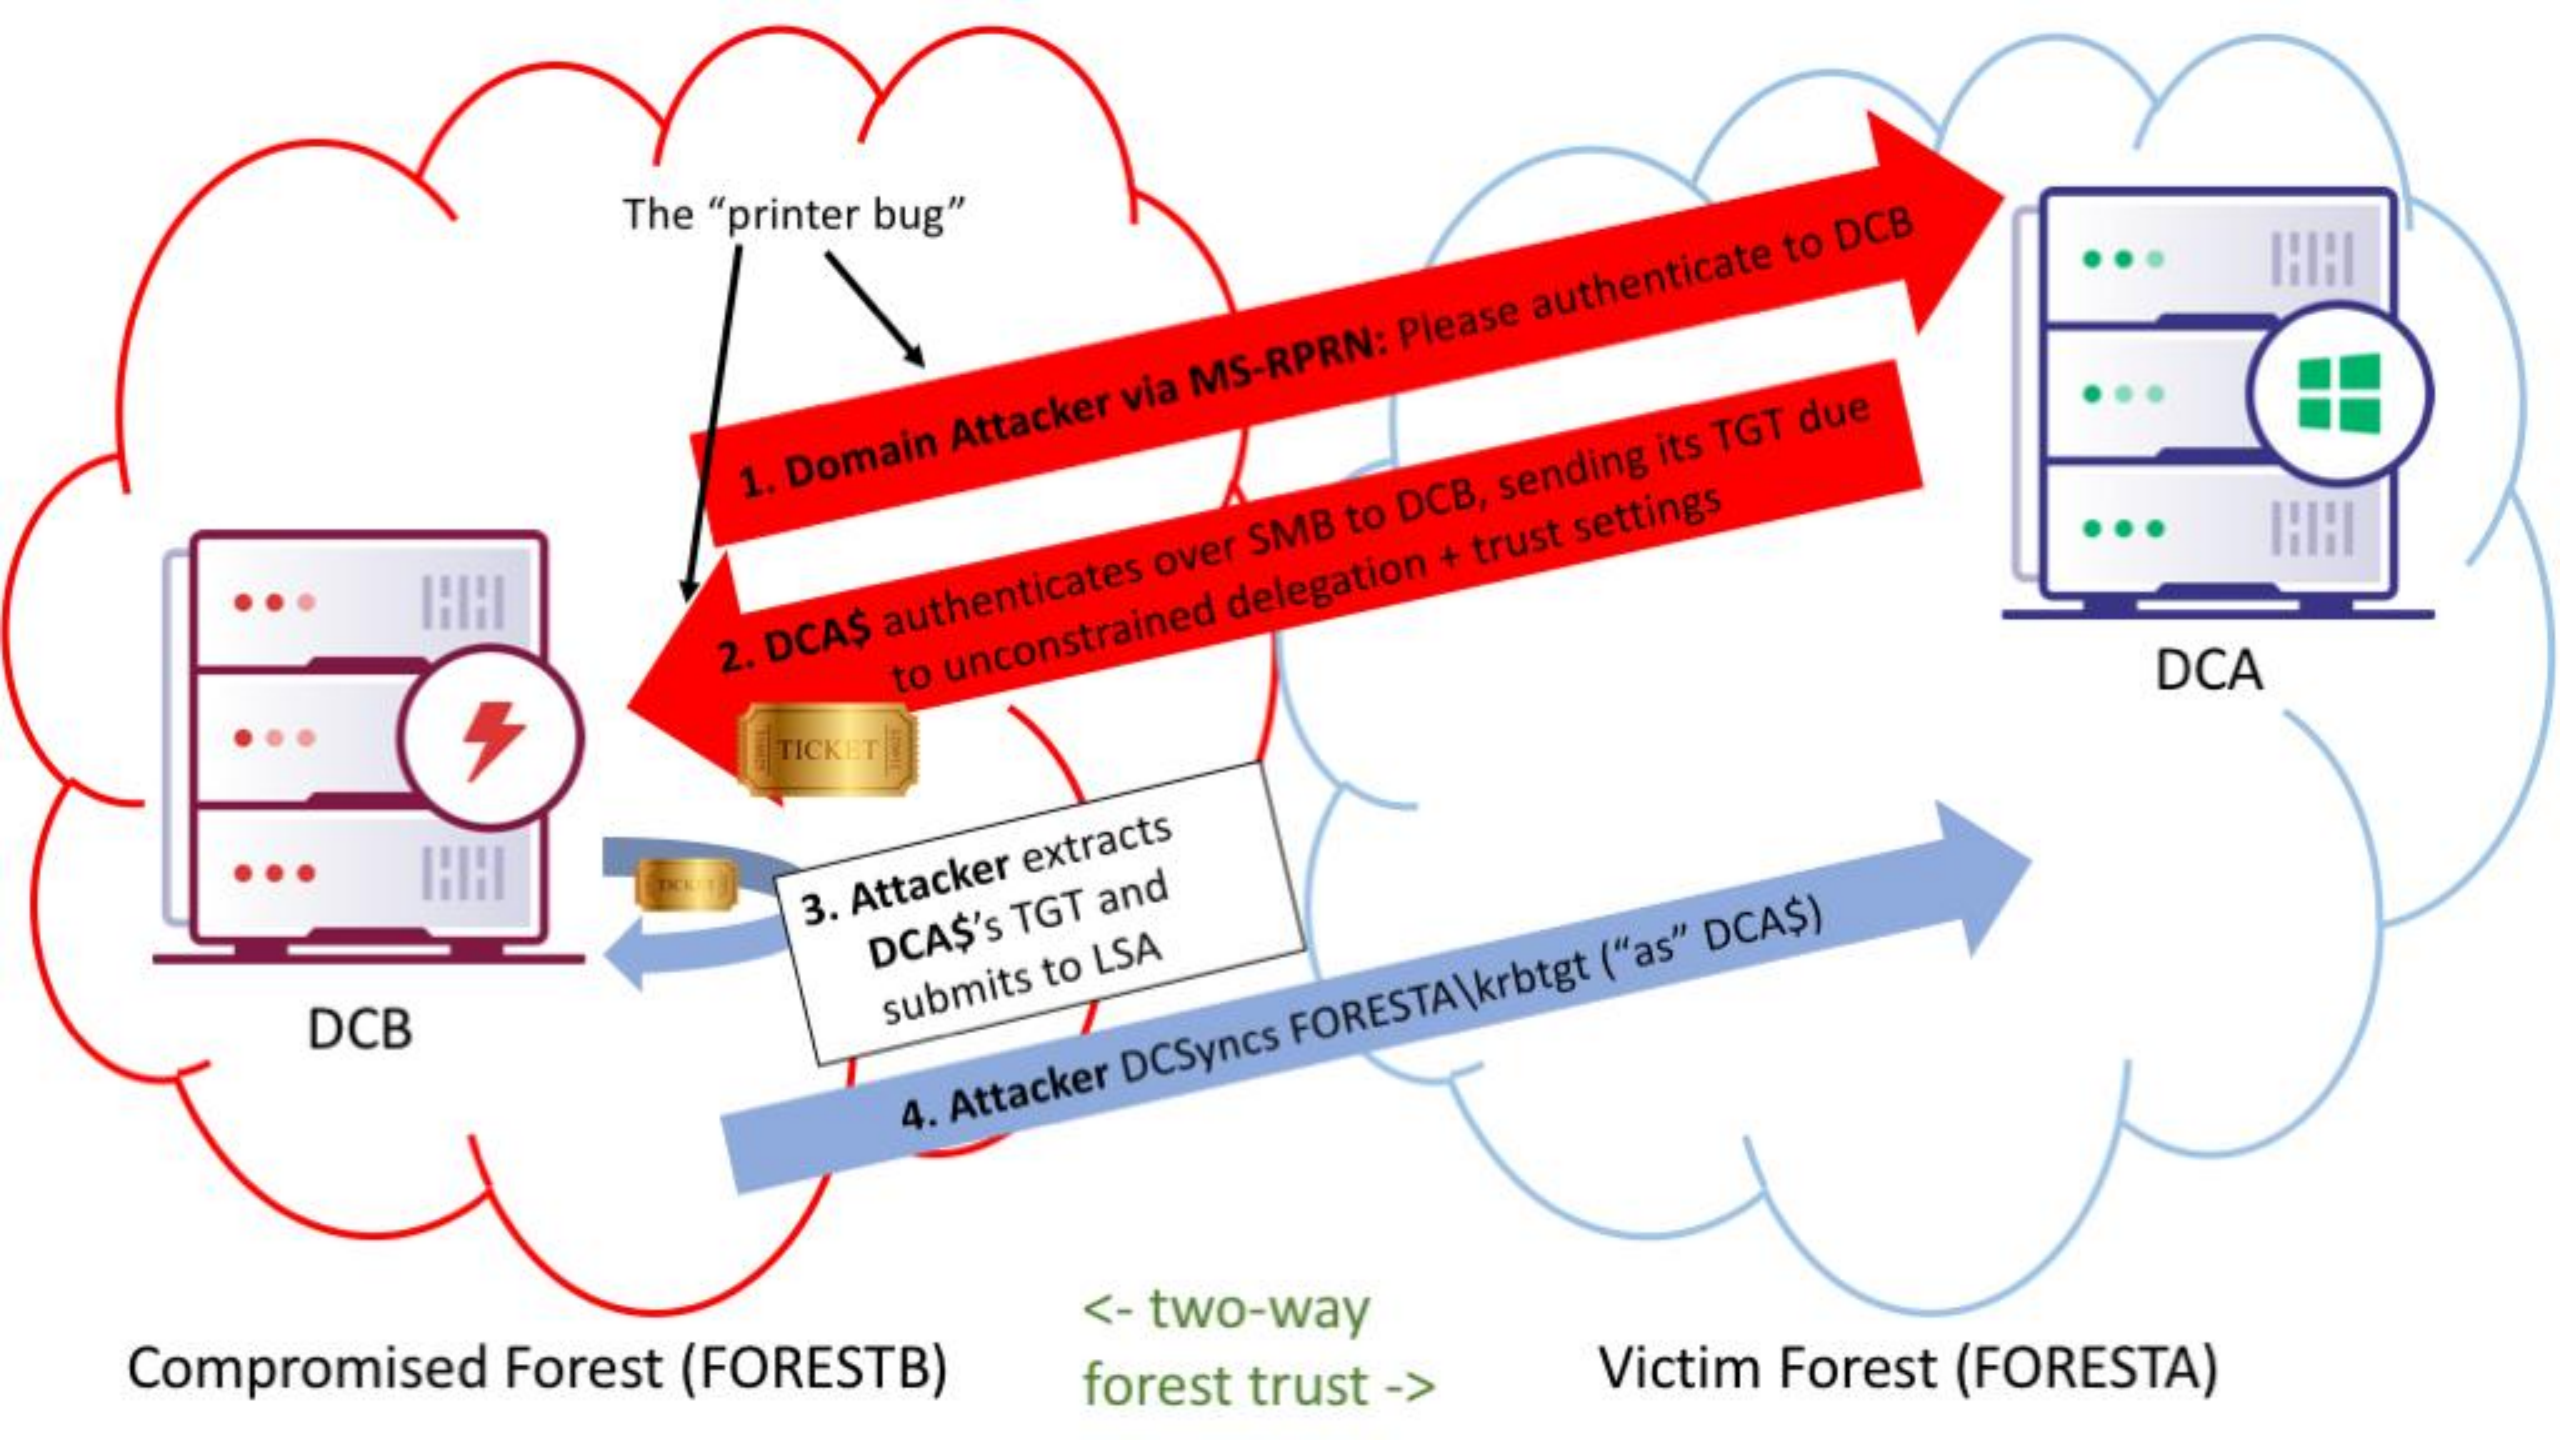 The “printer bug”
1. Domain Attacker via MS-RPRN: Please authenticate to DCB
2. DCA$ authenticates over SMB to DCB, sending its TGT due
to unconstrained delegation + trust settings
TICKET
TICKET
3. Attacker extracts
DCA$’s TGT and
submits to LSA
4. Attacker DCSyncs FORESTA\krbtgt (“as” DCA$)
DCA
DCB
<- two-way
forest trust ->
Compromised Forest (FORESTB)
Victim Forest (FORESTA)